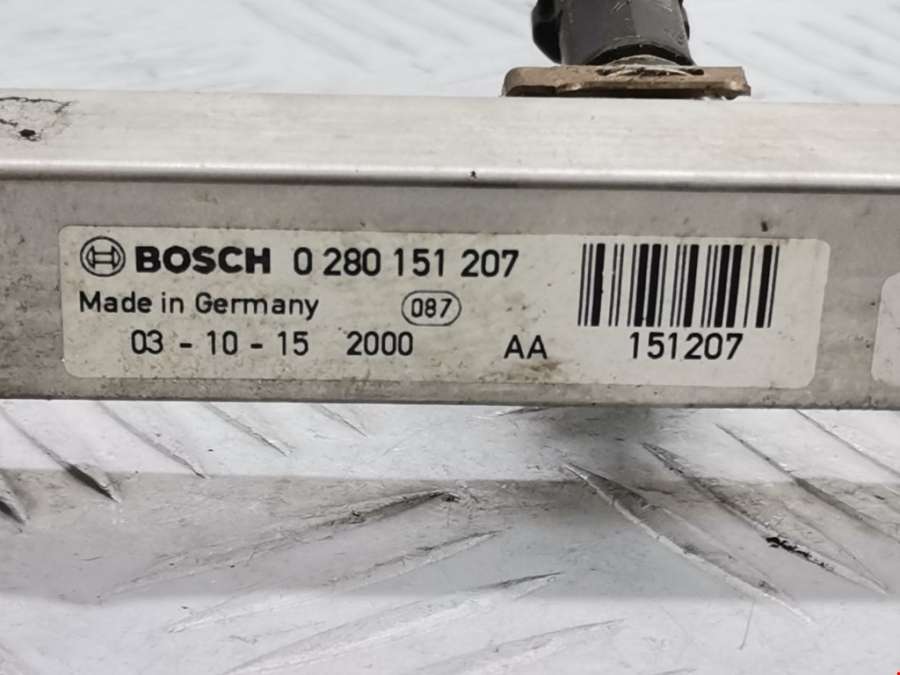 BOSCH 0 280 151 207
Made in Germany 087
03 - 10 - 15 2000 AA 151207